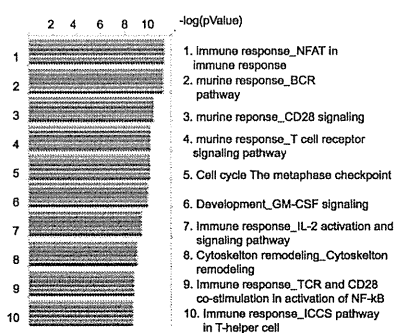 2 4 6 8 10 -log(pValue)
1 1. Immune response_NFAT in
immune response
2 2. murine response_BCR
pathway
3 3. murine reponse_CD28 signaling
4 4. murine response_T cell receptor
signaling pathway
5 5. Cell cycle The metaphase checkpoint
6 6. Development_GM-CSF signaling
7 7. Immune response_IL-2 activation and
signaling pathway
8 8. Cytoskelton remodeling_Cytoskelton
remodeling
9 9. Immune response_TCR and CD28
co-stimulation in activation of NF-kB
10 10. Immune response_ICCS pathway
in T-helper cell